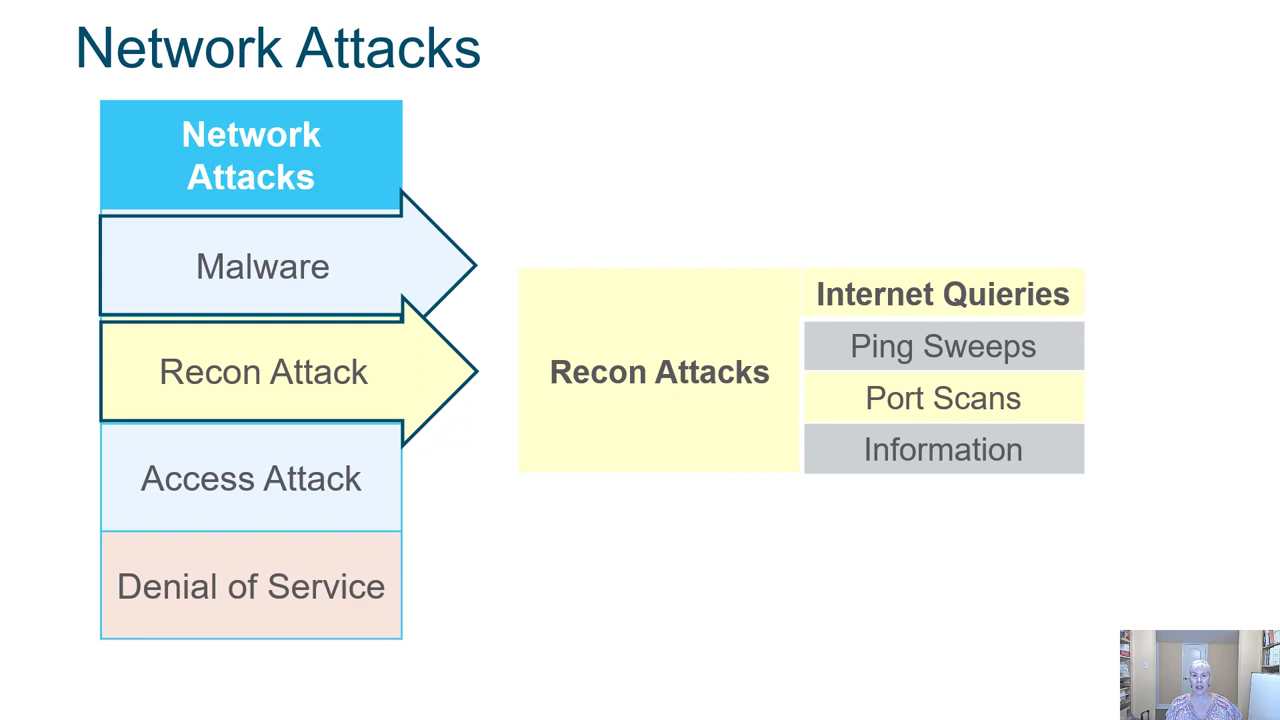 Network Attacks
Network
Attacks
Malware
Recon Attack
Access Attack
Denial of Service
Recon Attacks
Internet Quieries
Ping Sweeps
Port Scans
Information